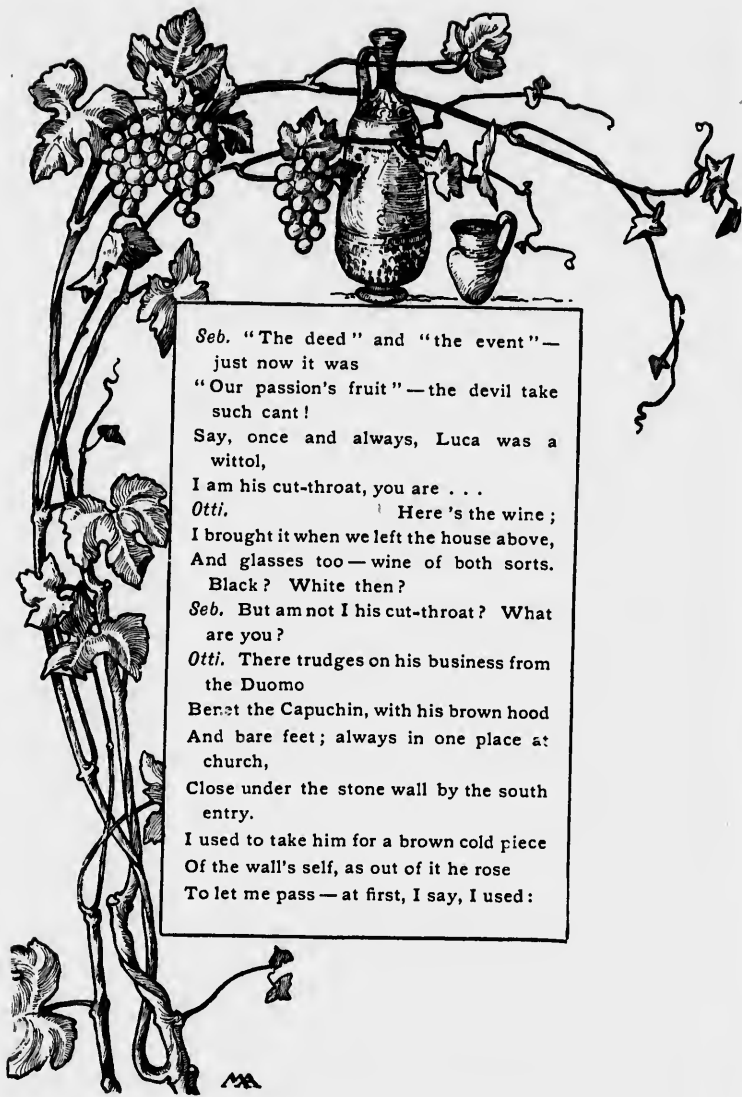 Seb. "The deed" and "the event"—
just now it was
"Our passion's fruit"—the devil take
such cant!
Say, once and always, Luca was a
wittol,
I am his cut-throat, you are . . .
Otti. Here 's the wine;
I brought it when we left the house above,
And glasses too—wine of both sorts.
Black? White then?
Seb. But am not I his cut-throat? What
are you?
Otti. There trudges on his business from
the Duomo
Benet the Capuchin, with his brown hood
And bare feet; always in one place at
church,
Close under the stone wall by the south
entry.
I used to take him for a brown cold piece
Of the wall's self, as out of it he rose
To let me pass—at first, I say, I used:
MA